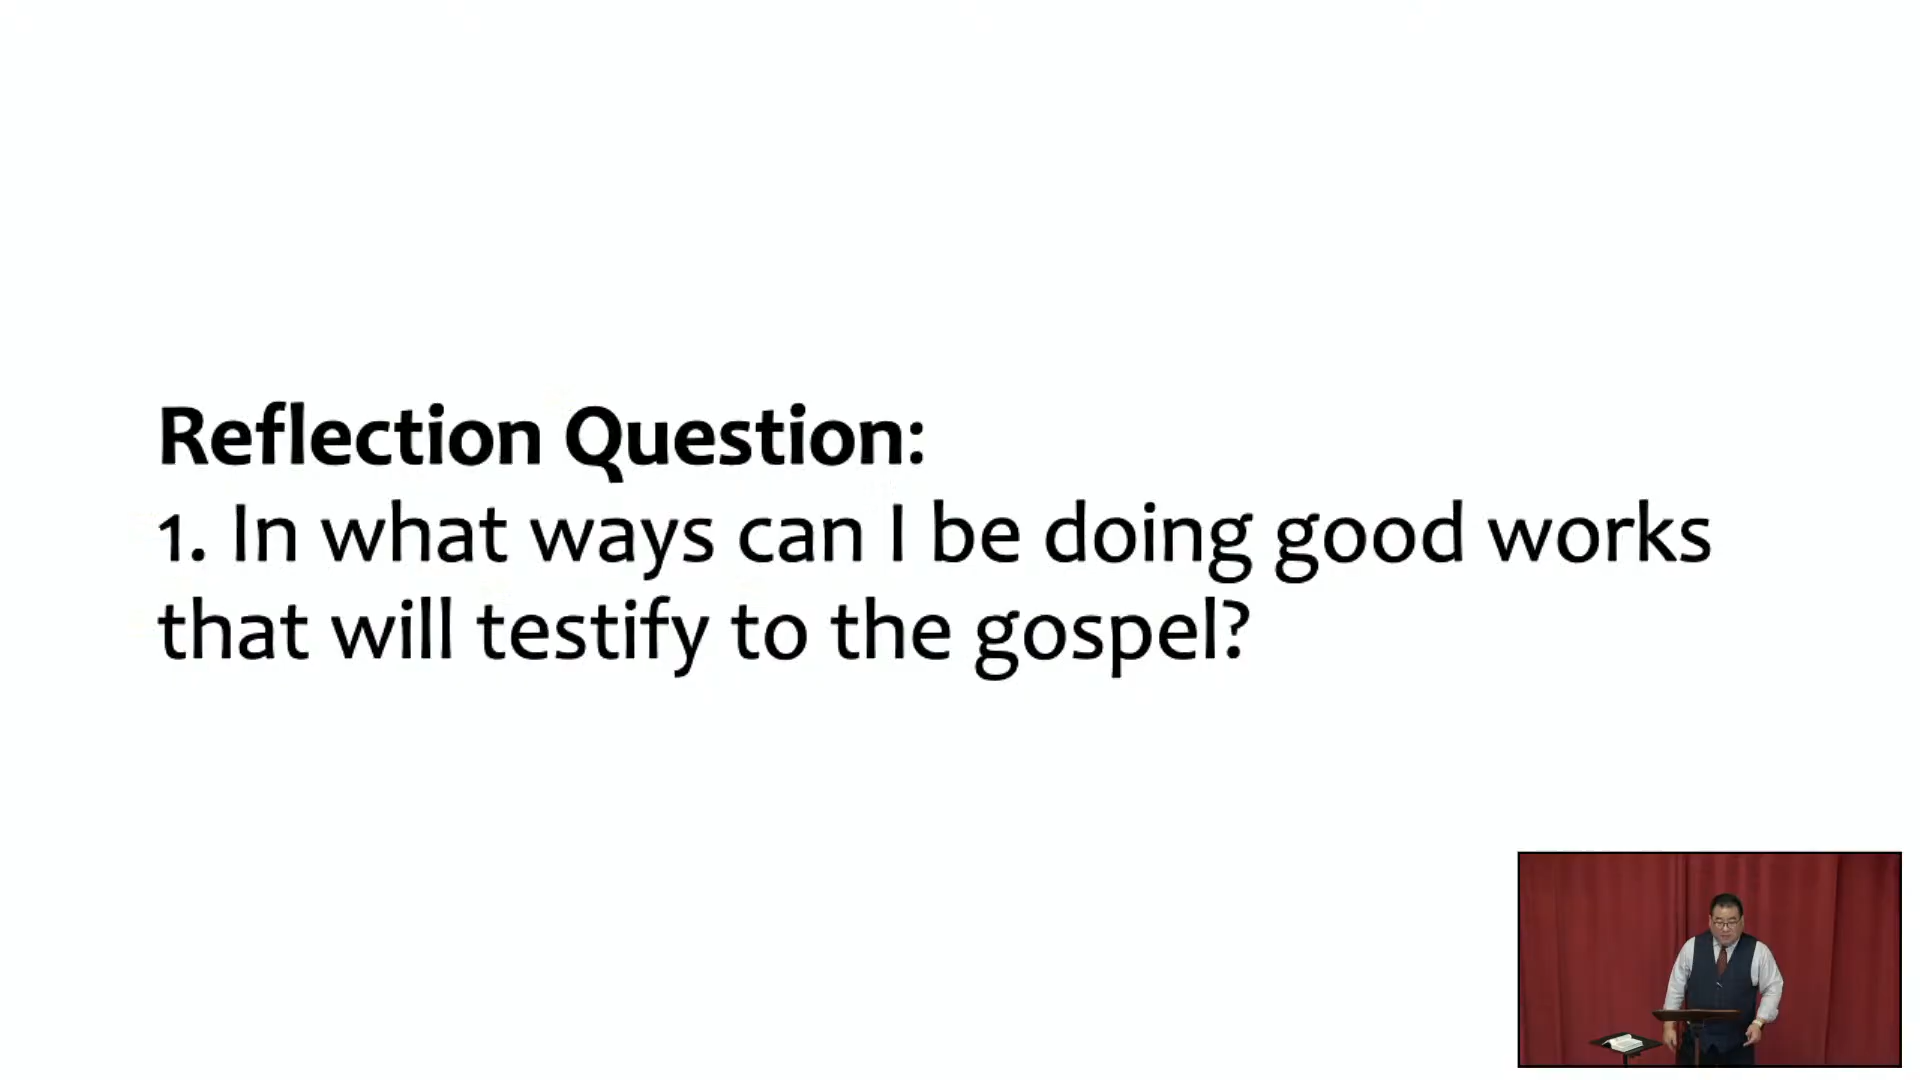 Reflection Question:
1. In what ways can I be doing good works
that will testify to the gospel?